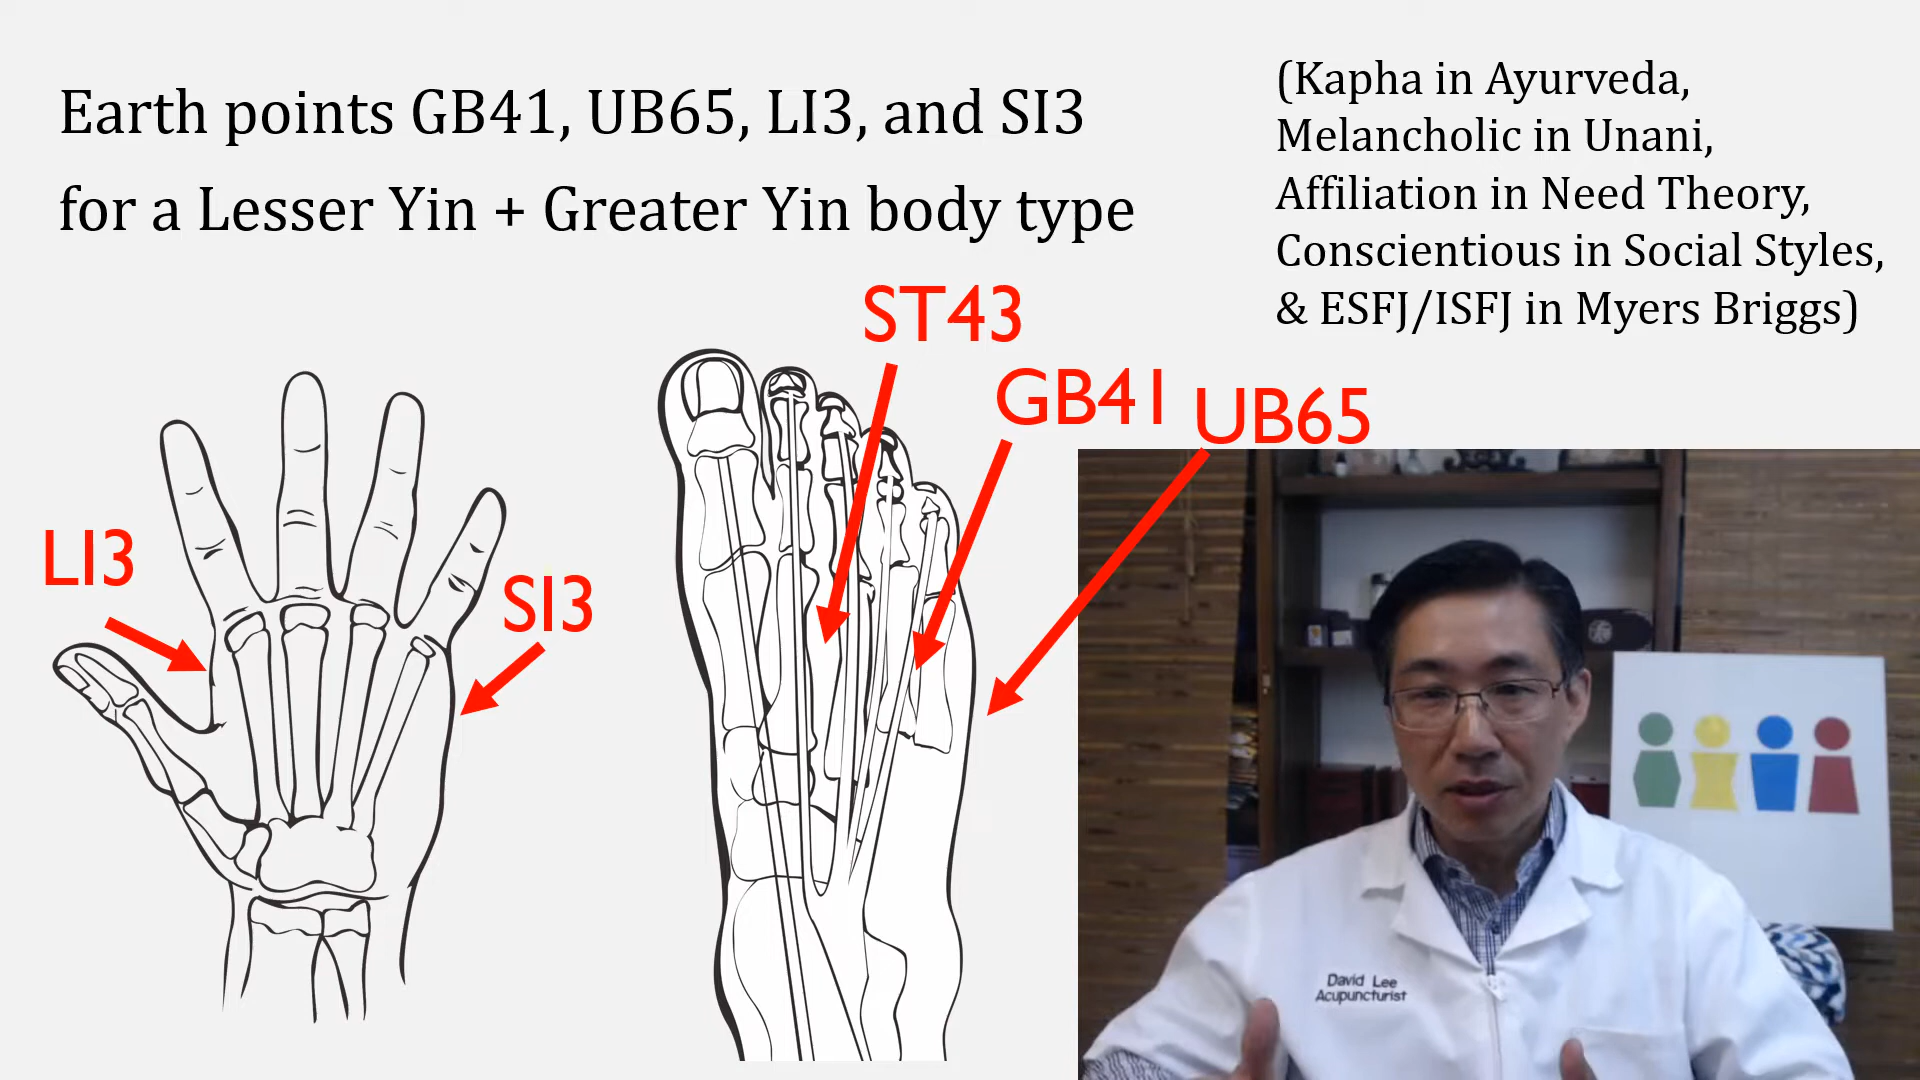 Earth points GB41, UB65, LI3, and SI3
for a Lesser Yin + Greater Yin body type
(Kapha in Ayurveda,
Melancholic in Unani,
Affiliation in Need Theory,
Conscientious in Social Styles,
& ESFJ/ISFJ in Myers Briggs)
ST43
GB41
UB65
LI3
SI3
David Lee
Acupuncturist